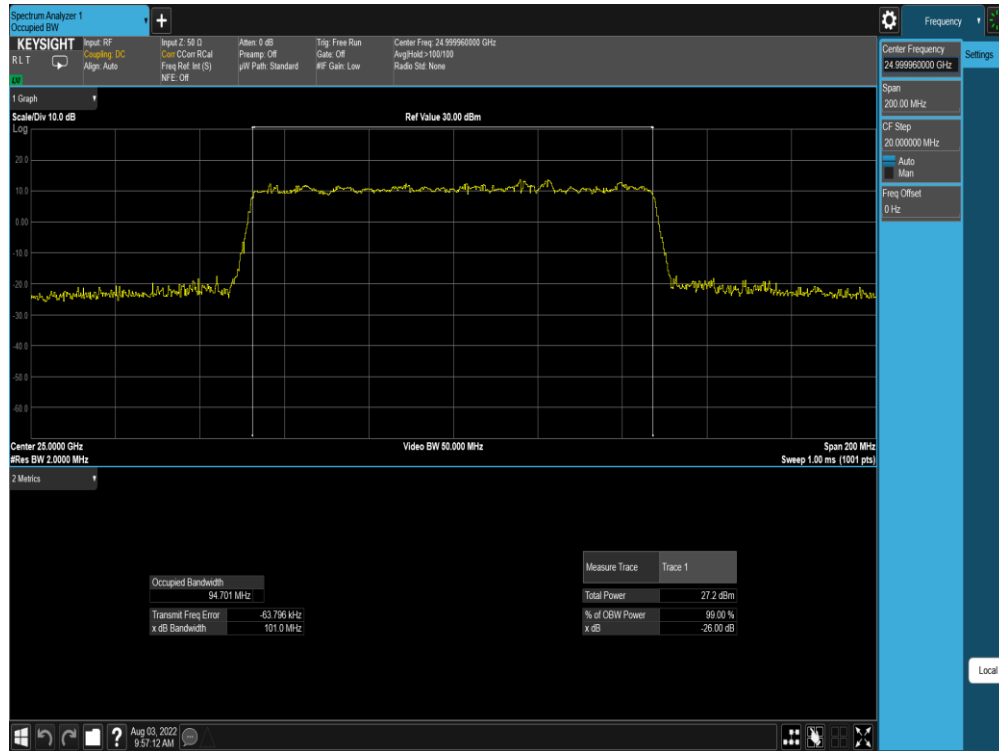 Spectrum Analyzer 1
Occupied BW
Frequency
KEYSIGHT
R L T
Input: RF
Coupling: DC
Align: Auto
Input Z: 50 Ω
Corr CCorr RCal
Freq Ref: Int (S)
NFE: Off
Atten: 0 dB
Preamp: Off
µW Path: Standard
Trig: Free Run
Gate: Off
#IF Gain: Low
Center Freq: 24.999960000 GHz
Avg|Hold:>100/100
Radio Std: None
LW
Center Frequency
24.999960000 GHz
Settings
Span
200.00 MHz
CF Step
20.000000 MHz
Auto
Man
Freq Offset
0 Hz
1 Graph
Scale/Div 10.0 dB
Ref Value 30.00 dBm
Log
20.0
10.0
0.00
-10.0
-20.0
-30.0
-40.0
-50.0
-60.0
Center 25.0000 GHz
Video BW 50.000 MHz
Span 200 MHz
#Res BW 2.0000 MHz
Sweep 1.00 ms (1001 pts)
2 Metrics
Measure Trace Trace 1
Occupied Bandwidth
94.701 MHz
Total Power 27.2 dBm
Transmit Freq Error -63.796 kHz
% of OBW Power 99.00 %
x dB Bandwidth 101.0 MHz
x dB -26.00 dB
Local
Aug 03, 2022
9:57:12 AM